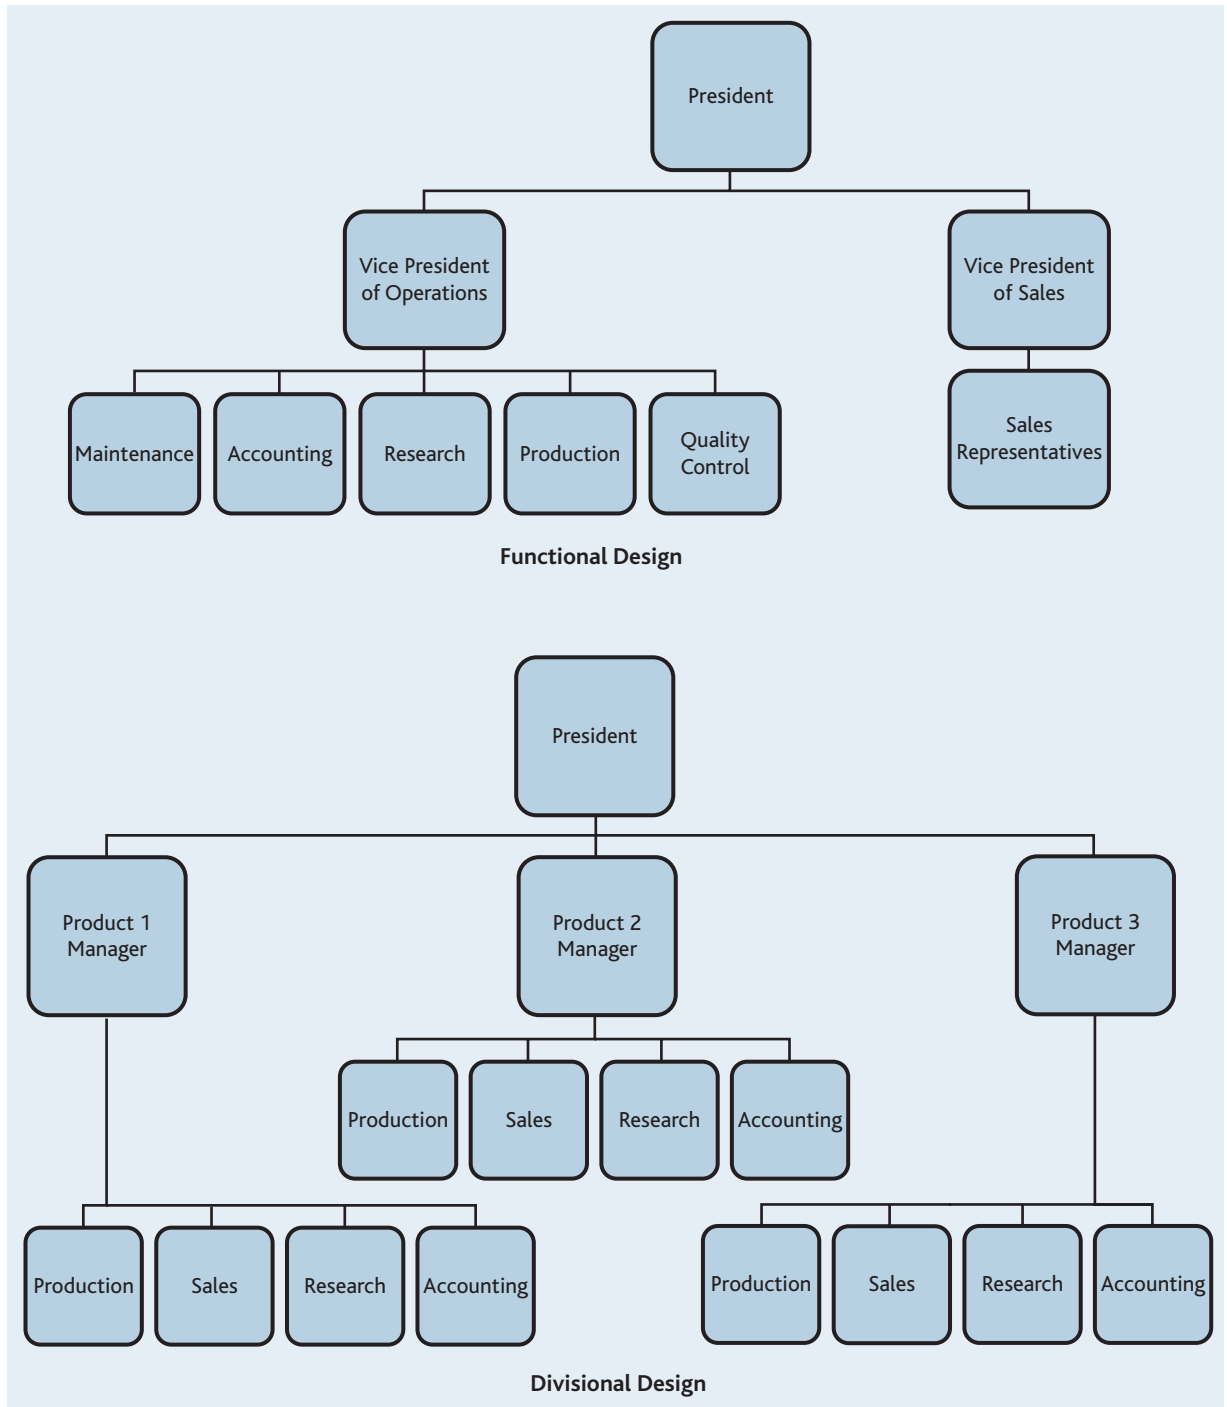 President
Vice President
of Operations
Vice President
of Sales
Maintenance
Accounting
Research
Production
Quality
Control
Sales
Representatives
Functional Design
President
Product 1
Manager
Product 2
Manager
Product 3
Manager
Production
Sales
Research
Accounting
Production
Sales
Research
Accounting
Production
Sales
Research
Accounting
Divisional Design